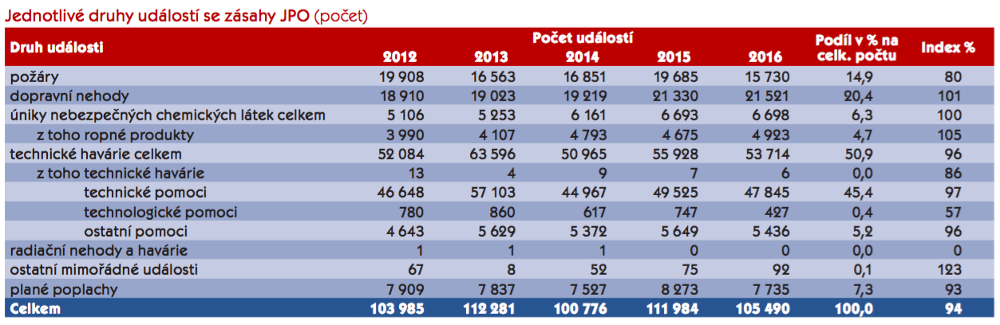 Jednotlivé druhy událostí se zásahy JPO (počet)
Druh události Počet událostí Podíl v % na celk. počtu Index %
2012 2013 2014 2015 2016
požáry 19 908 16 563 16 851 19 685 15 730 14,9 80
dopravní nehody 18 910 19 023 19 219 21 330 21 521 20,4 101
úniky nebezpečných chemických látek celkem 5 106 5 253 6 161 6 693 6 698 6,3 100
z toho ropné produkty 3 990 4 107 4 793 4 675 4 923 4,7 105
technické havárie celkem 52 084 63 596 50 965 55 928 53 714 50,9 96
z toho technické havárie 13 4 9 7 6 0,0 86
technické pomoci 46 648 57 103 44 967 49 525 47 845 45,4 97
technologické pomoci 780 860 617 747 427 0,4 57
ostatní pomoci 4 643 5 629 5 372 5 649 5 436 5,2 96
radiační nehody a havárie 1 1 1 0 0 0,0 0
ostatní mimořádné události 67 8 52 75 92 0,1 123
plané poplachy 7 909 7 837 7 527 8 273 7 735 7,3 93
Celkem 103 985 112 281 100 776 111 984 105 490 100,0 94